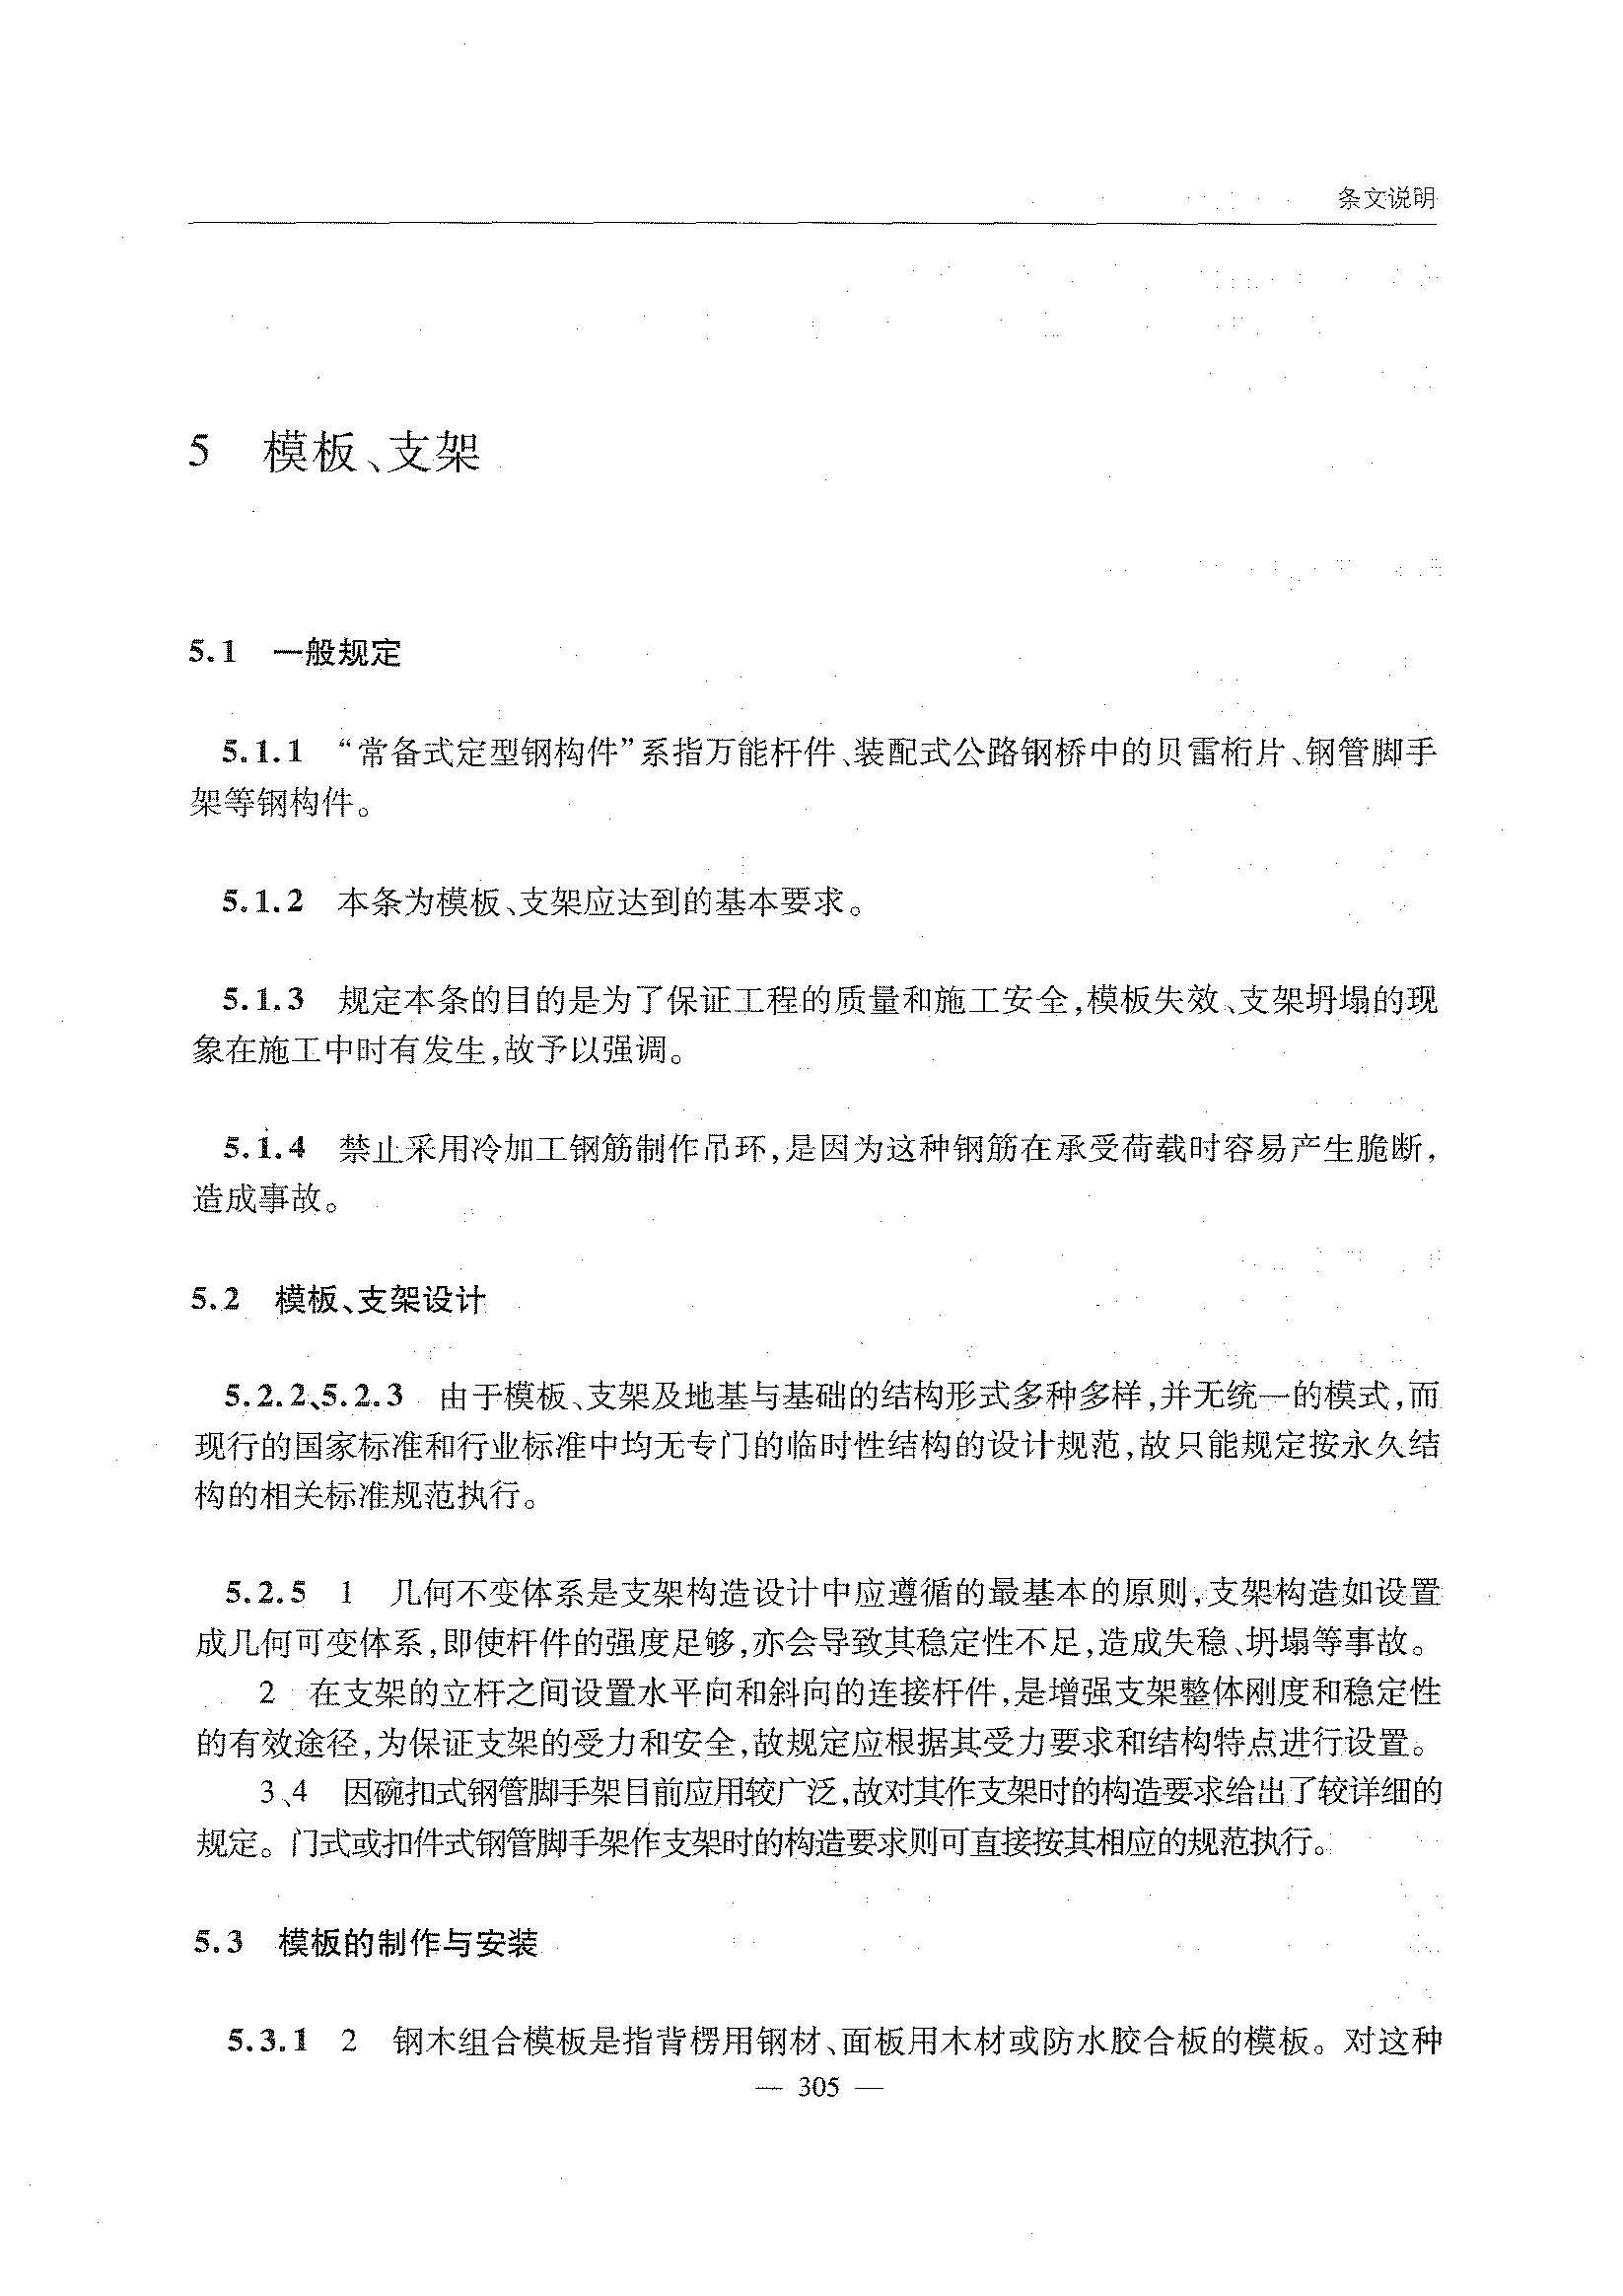 条文说明
5 模板、支架
5.1 一般规定
5.1.1 “常备式定型钢构件”系指万能杆件、装配式公路钢桥中的贝雷桁片、钢管脚手
架等钢构件。
5.1.2 本条为模板、支架应达到的基本要求。
5.1.3 规定本条的目的是为了保证工程的质量和施工安全,模板失效、支架坍塌的现
象在施工中时有发生,故予以强调。
5.1.4 禁止采用冷加工钢筋制作吊环,是因为这种钢筋在承受荷载时容易产生脆断,
造成事故。
5.2 模板、支架设计
5.2.2、5.2.3 由于模板、支架及地基与基础的结构形式多种多样,并无统一的模式,而
现行的国家标准和行业标准中均无专门的临时性结构的设计规范,故只能规定按永久结
构的相关标准规范执行。
5.2.5 1 几何不变体系是支架构造设计中应遵循的最基本的原则,支架构造如设置
成几何可变体系,即使杆件的强度足够,亦会导致其稳定性不足,造成失稳、坍塌等事故。
2 在支架的立杆之间设置水平向和斜向的连接杆件,是增强支架整体刚度和稳定性
的有效途径,为保证支架的受力和安全,故规定应根据其受力要求和结构特点进行设置。
3、4 因碗扣式钢管脚手架目前应用较广泛,故对其作支架时的构造要求给出了较详细的
规定。门式或扣件式钢管脚手架作支架时的构造要求则可直接按其相应的规范执行。
5.3 模板的制作与安装
5.3.1 2 钢木组合模板是指背楞用钢材、面板用木材或防水胶合板的模板。对这种
— 305 —